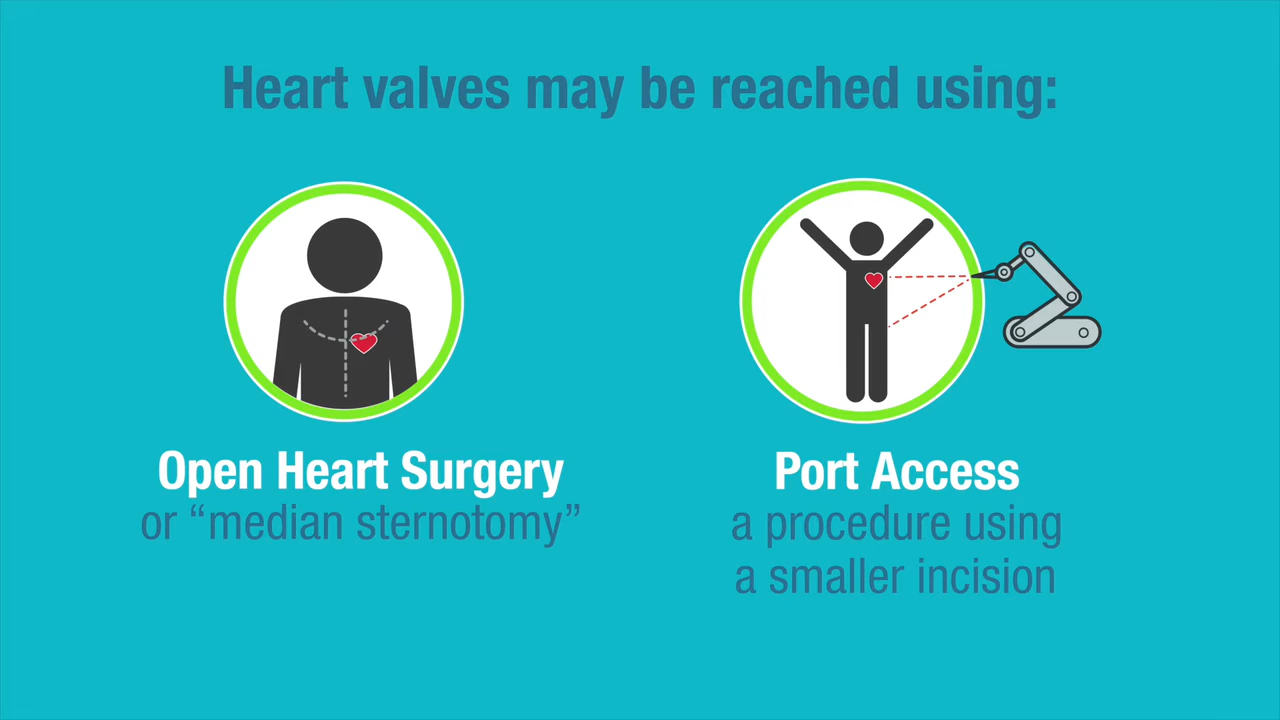 Heart valves may be reached using:
Open Heart Surgery
or “median sternotomy”
Port Access
a procedure using
a smaller incision